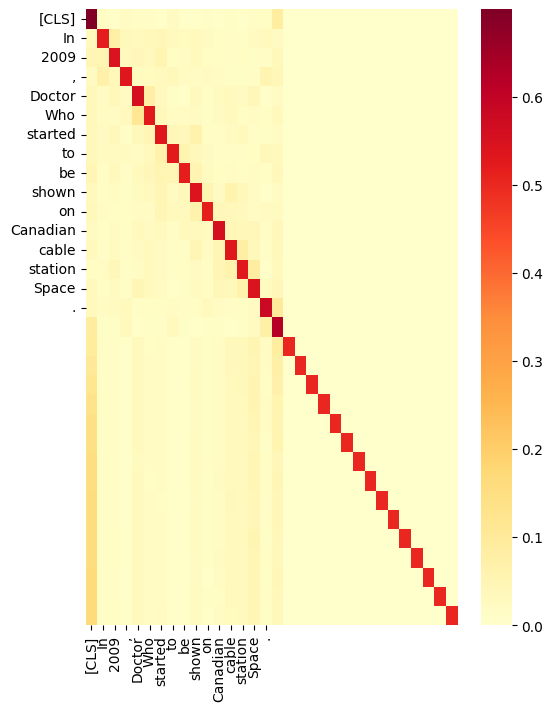 [CLS]
In
2009
,
Doctor
Who
started
to
be
shown
on
Canadian
cable
station
Space
.
0.6
0.5
0.4
0.3
0.2
0.1
0.0
[CLS]
In
2009
,
Doctor
Who
started
to
be
shown
on
Canadian
cable
station
Space
.